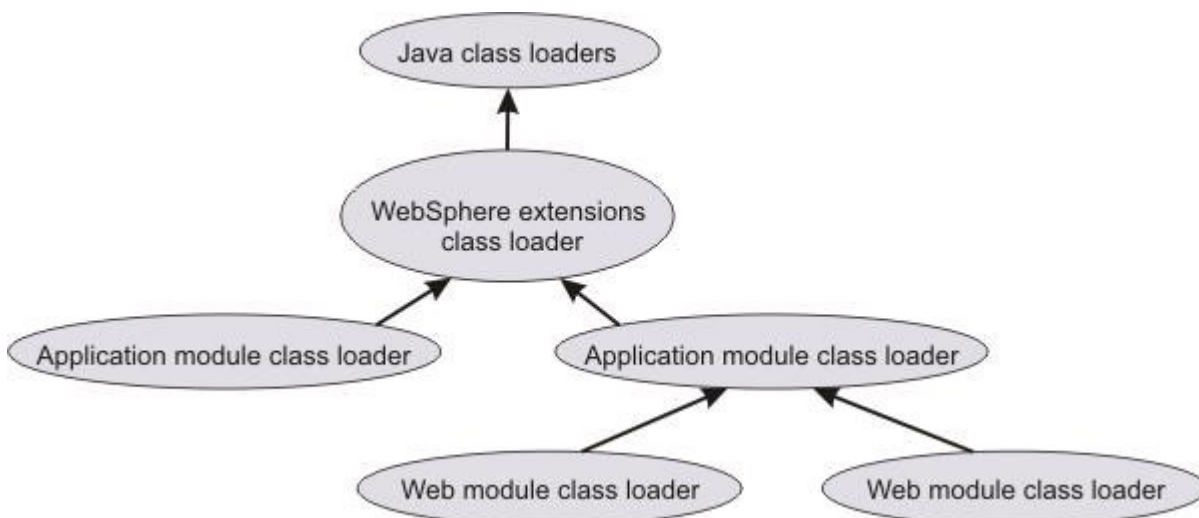 Java class loaders
WebSphere extensions
class loader
Application module class loader
Application module class loader
Web module class loader
Web module class loader